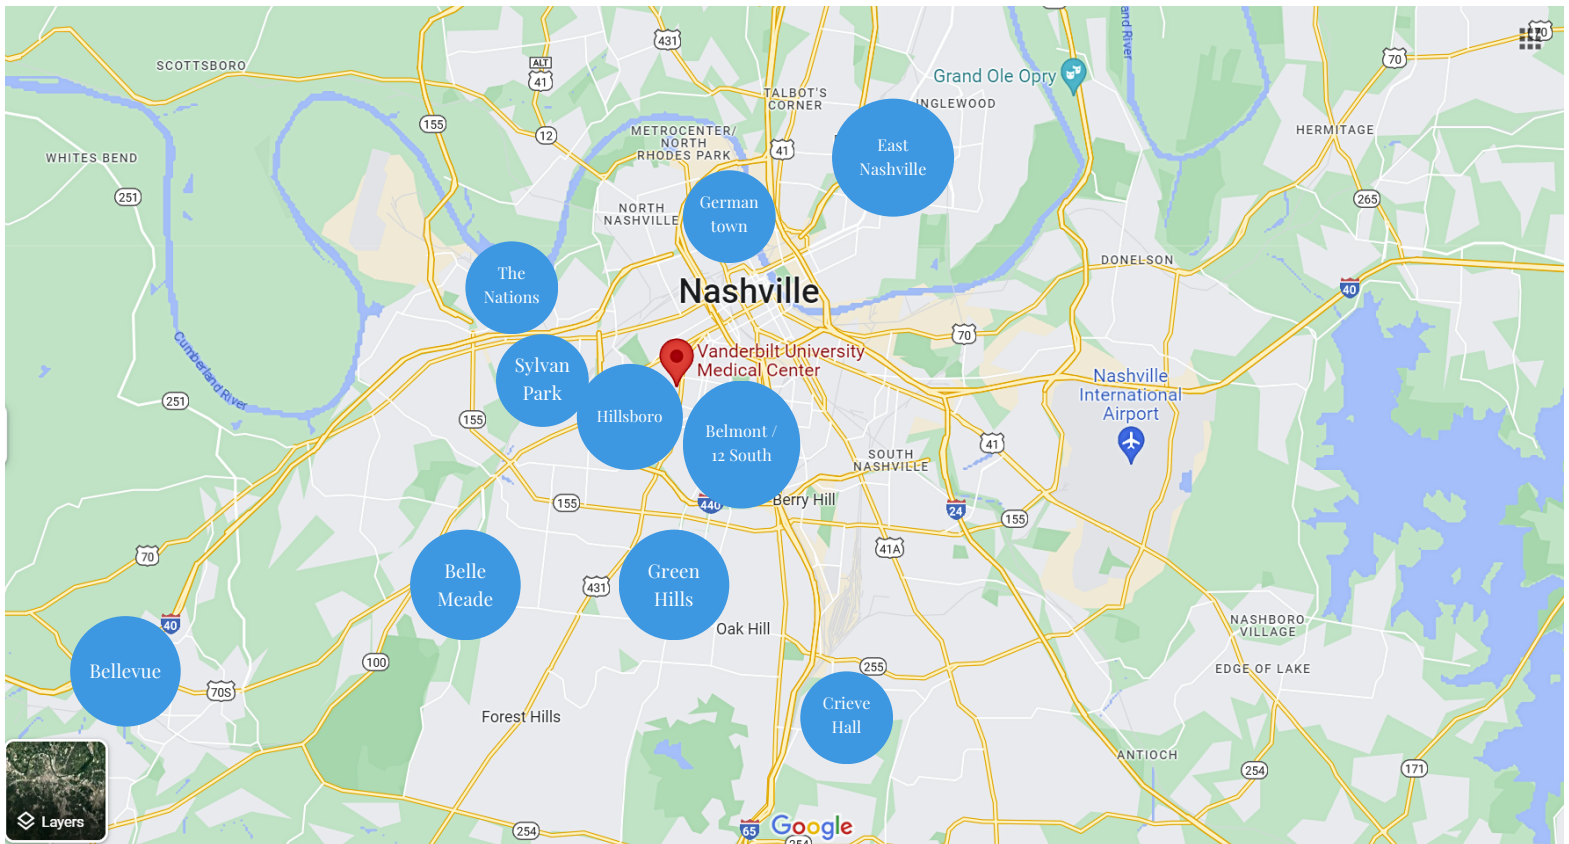 and River
70
431
70
SCOTTSBORO
ALT
41
Grand Ole Opry
TALBOT'S
CORNER
INGLEWOOD
155
12
METROCENTER/
NORTH
RHODES PARK
41
HERMITAGE
East
Nashville
WHITES BEND
251
265
German
town
NORTH
NASHVILLE
DONELSON
The
Nations
Nashville
40
70
Cumberland River
Vanderbilt University
Medical Center
Sylvan
Park
Nashville
International
Airport
251
155
Hillsboro
Belmont /
12 South
41
SOUTH
NASHVILLE
155
440
Berry Hill
24
155
41A
70
Belle
Meade
431
Green
Hills
40
Oak Hill
NASHBORO
VILLAGE
Bellevue
70S
100
255
EDGE OF LAKE
Forest Hills
Crieve
Hall
ANTIOCH
254
171
Layers
254
65
Google
254